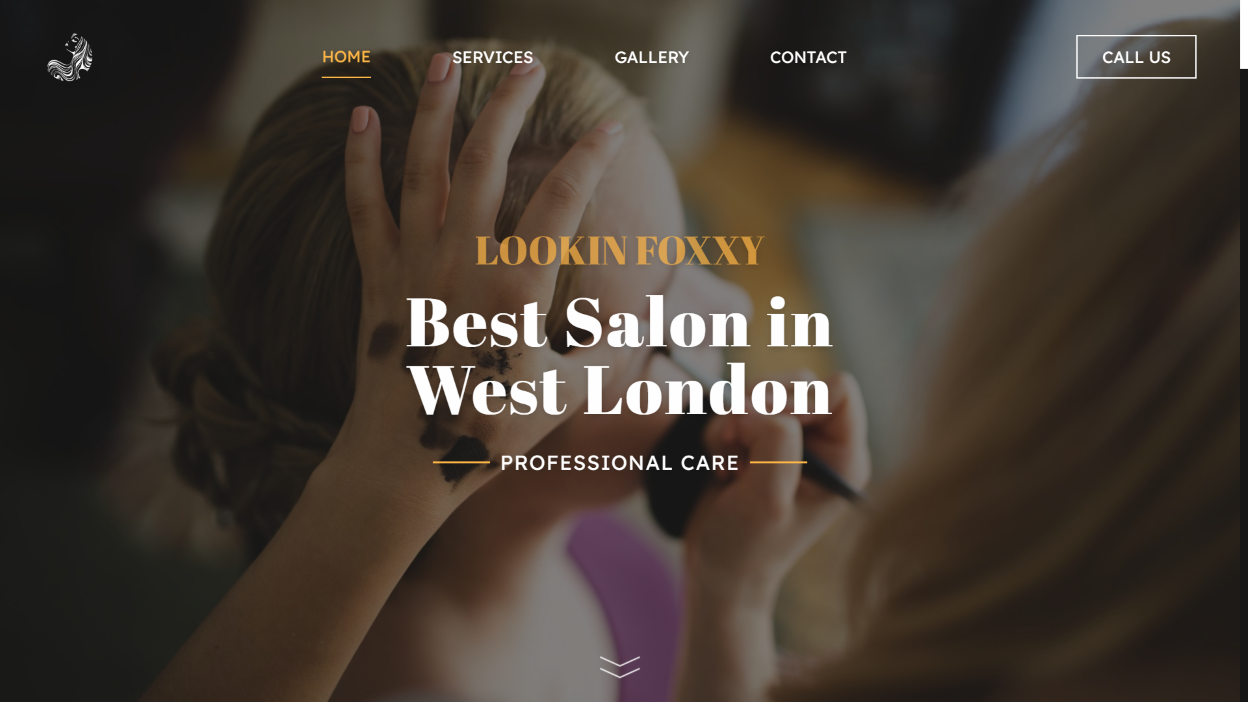 HOME
SERVICES
GALLERY
CONTACT
CALL US
LOOKIN FOXXY
Best Salon in
West London
PROFESSIONAL CARE